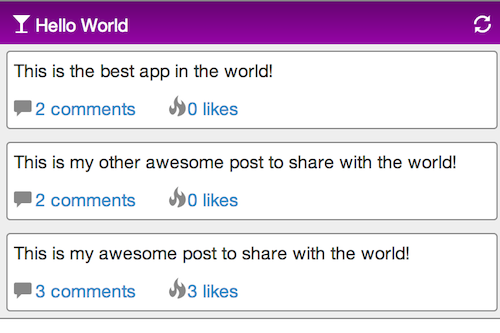 Hello World
This is the best app in the world!
2 comments 0 likes
This is my other awesome post to share with the world!
2 comments 0 likes
This is my awesome post to share with the world!
3 comments 3 likes